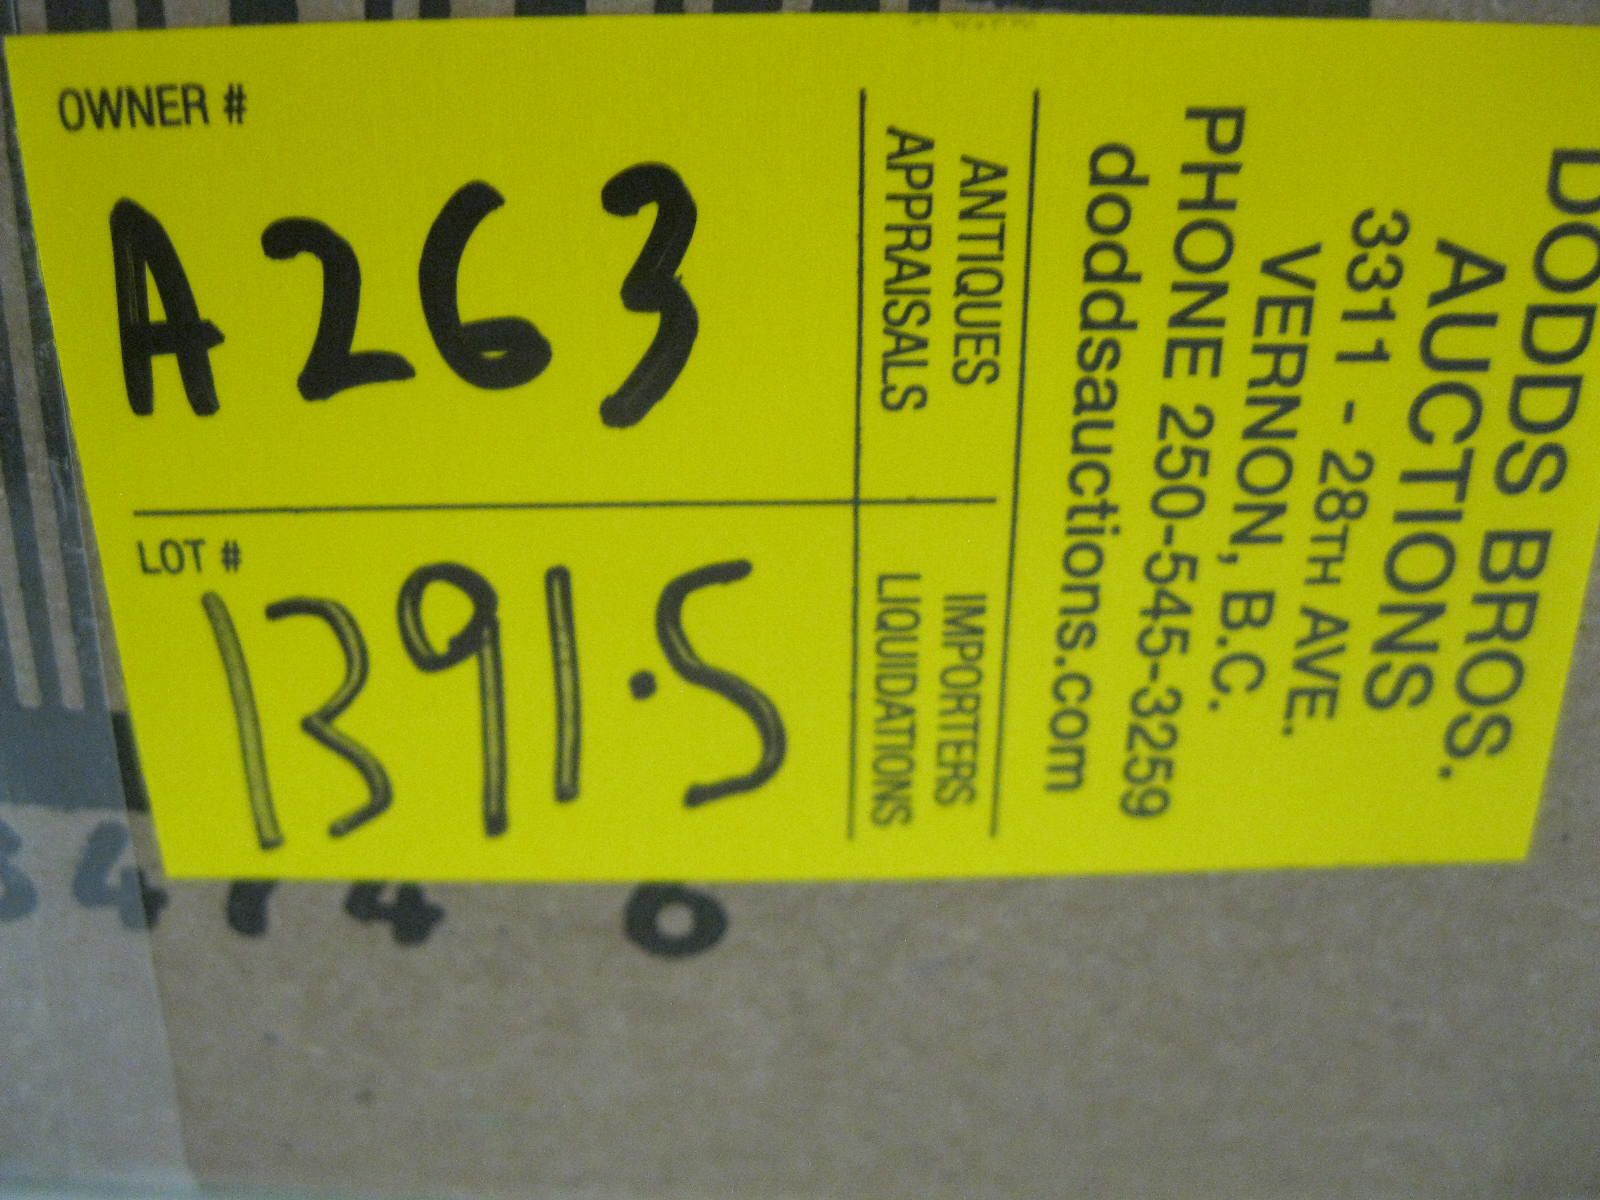 OWNER #
A263
LOT #
1391.5
ANTIQUES
APPRAISALS
IMPORTERS
LIQUIDATIONS
DODDS BROS.
AUCTIONS
3311 - 28TH AVE.
VERNON, B.C.
PHONE 250-545-3259
doddsauctions.com